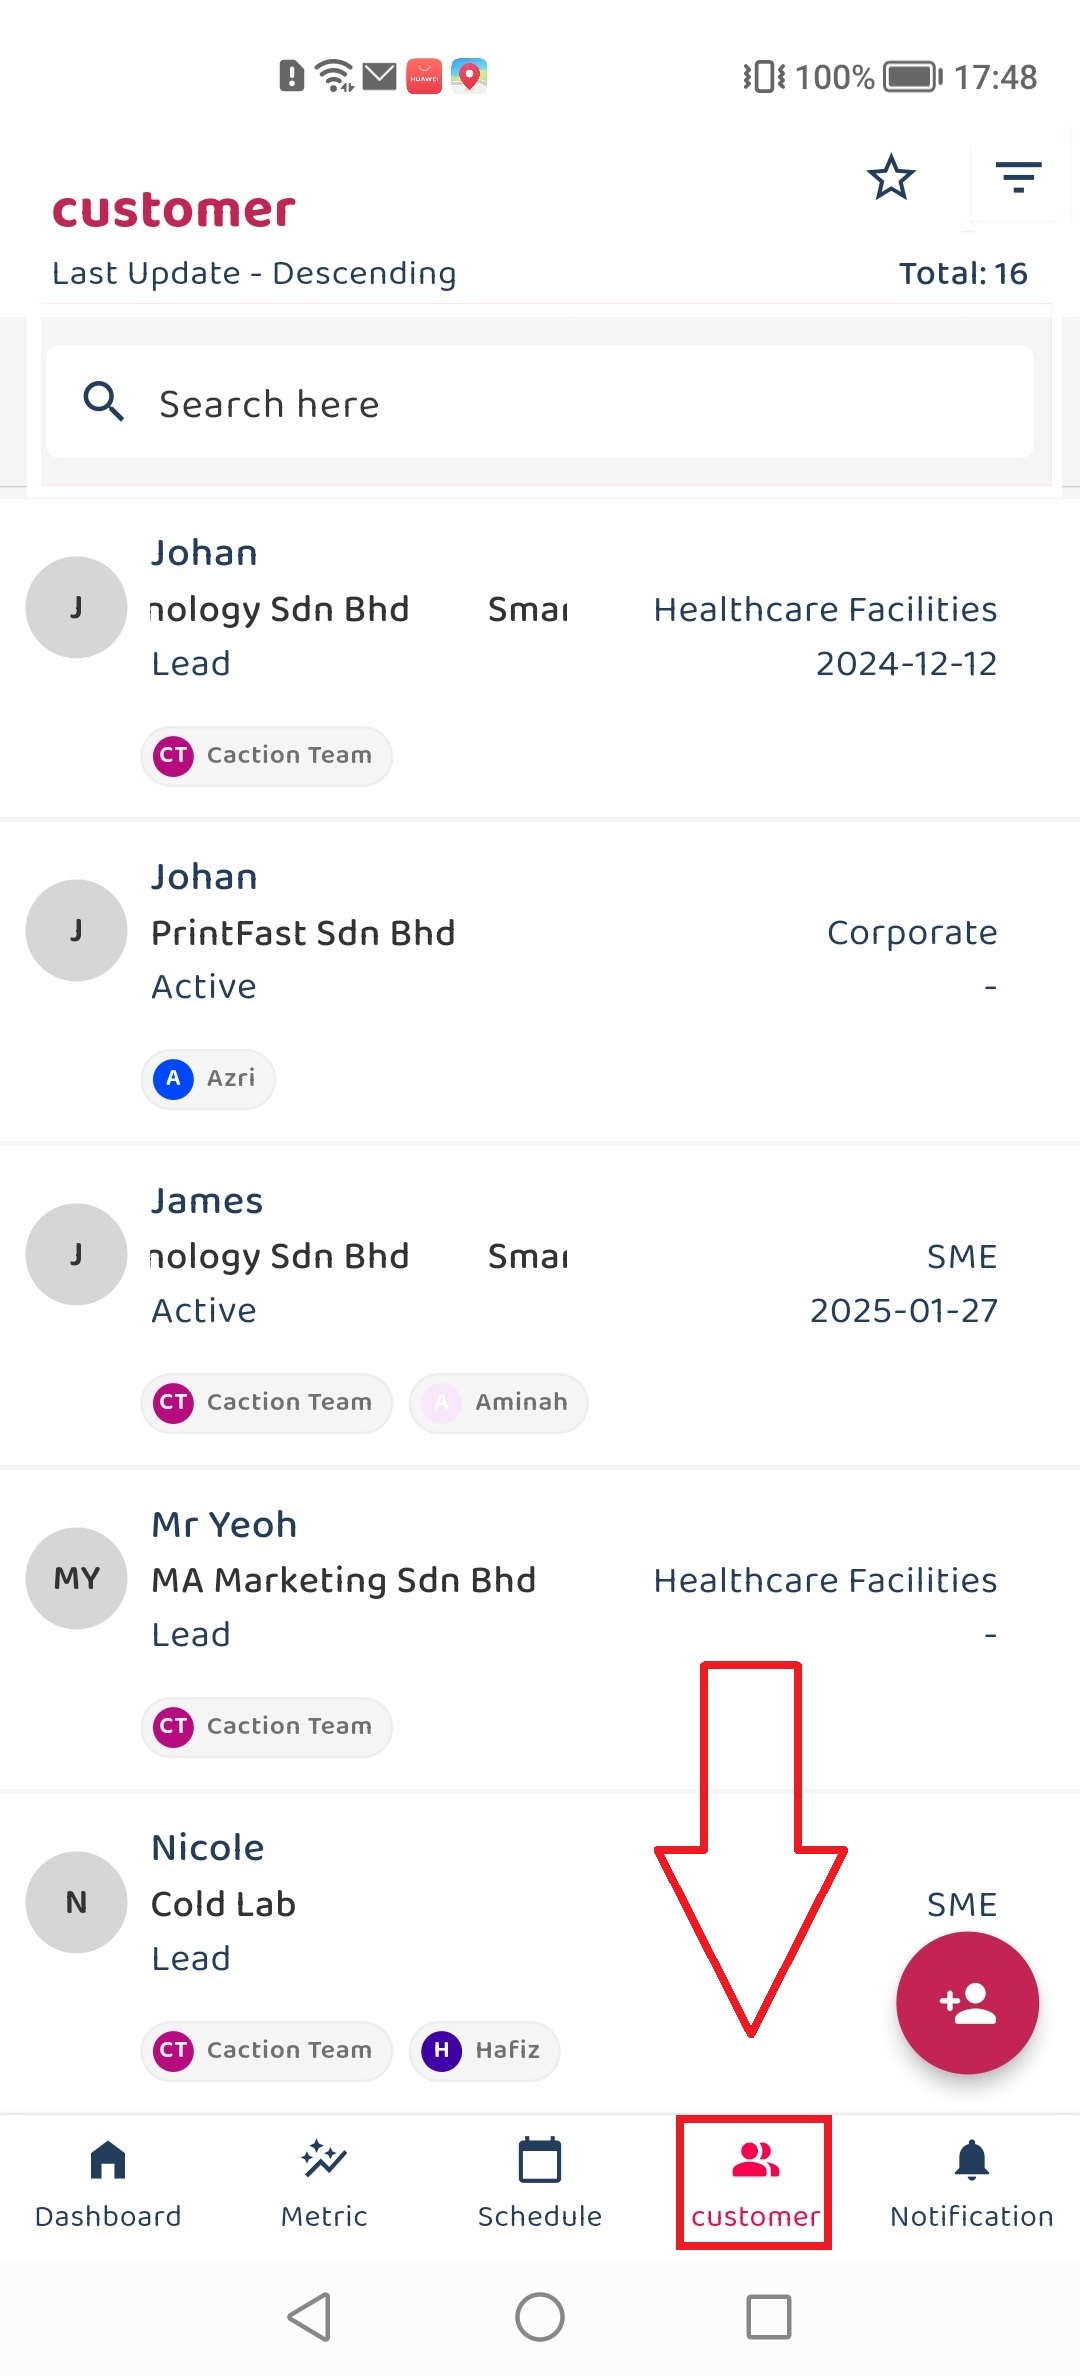 HUAWEI
100%
17:48
customer
Last Update - Descending
Total: 16
Search here
J
Johan
nology Sdn Bhd
Healthcare Facilities
Lead
2024-12-12
CT Caction Team
J
Johan
PrintFast Sdn Bhd
Corporate
Active
-
A Azri
J
James
nology Sdn Bhd
SME
Active
2025-01-27
CT Caction Team
A Aminah
MY
Mr Yeoh
MA Marketing Sdn Bhd
Healthcare Facilities
Lead
-
CT Caction Team
N
Nicole
Cold Lab
SME
Lead
CT Caction Team
H Hafiz
Dashboard
Metric
Schedule
customer
Notification